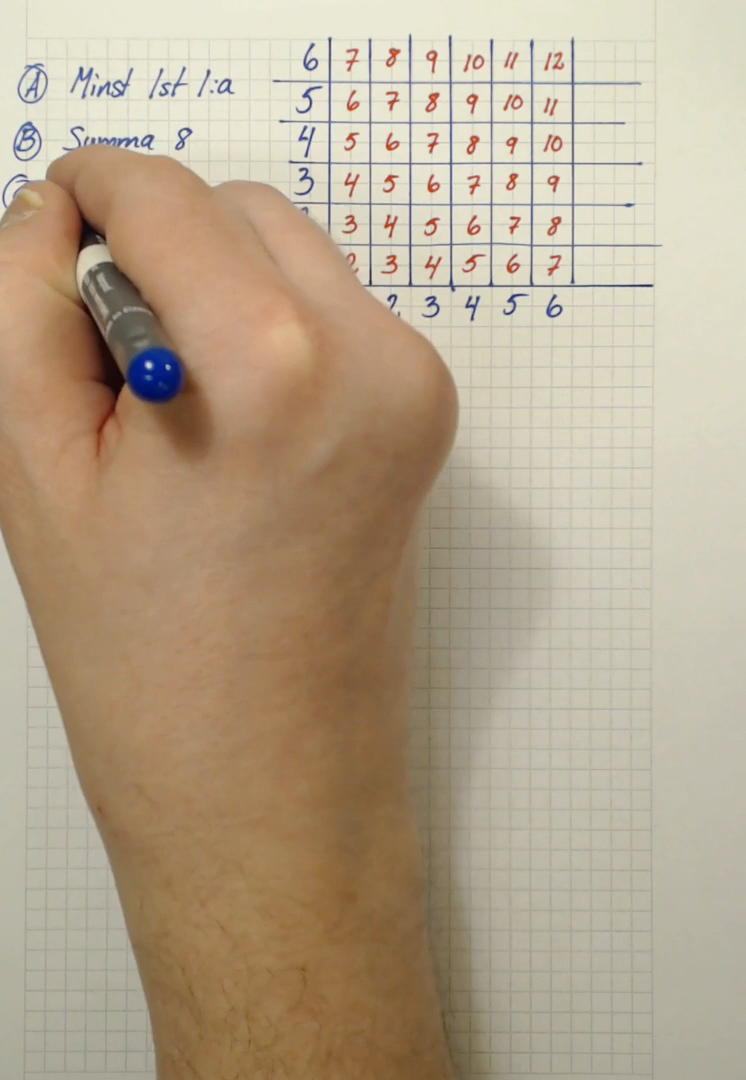 Ⓐ Minst 1st 1:a
Ⓑ Summa 8
6 7 8 9 10 11 12
5 6 7 8 9 10 11
4 5 6 7 8 9 10
3 4 5 6 7 8 9
3 4 5 6 7 8
2 3 4 5 6 7
2 3 4 5 6